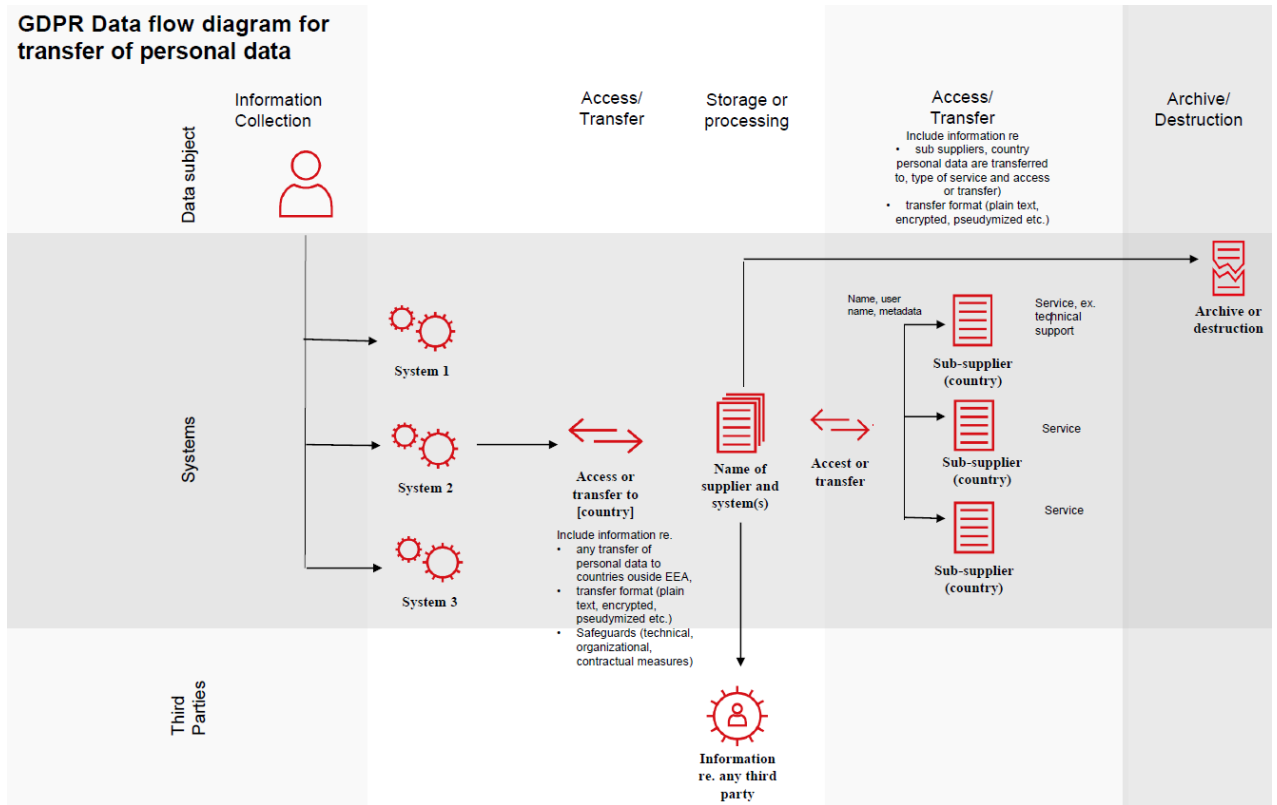 GDPR Data flow diagram for
transfer of personal data
Information
Collection
Access/
Transfer
Storage or
processing
Access/
Transfer
Include information re
• sub suppliers, country
personal data are transferred
to, type of service and access
or transfer)
• transfer format (plain text,
encrypted, pseudymized etc.)
Archive/
Destruction
Data subject
Systems
Third
Parties
System 1
System 2
System 3
Access or
transfer to
[country]
Include information re.
• any transfer of
personal data to
countries ouside EEA,
• transfer format (plain
text, encrypted,
pseudymized etc.)
• Safeguards (technical,
organizational,
contractual measures)
Name of
supplier and
system(s)
Accest or
transfer
Name, user
name, metadata
Service, ex.
technical
support
Sub-supplier
(country)
Service
Sub-supplier
(country)
Service
Sub-supplier
(country)
Archive or
destruction
Information
re. any third
party